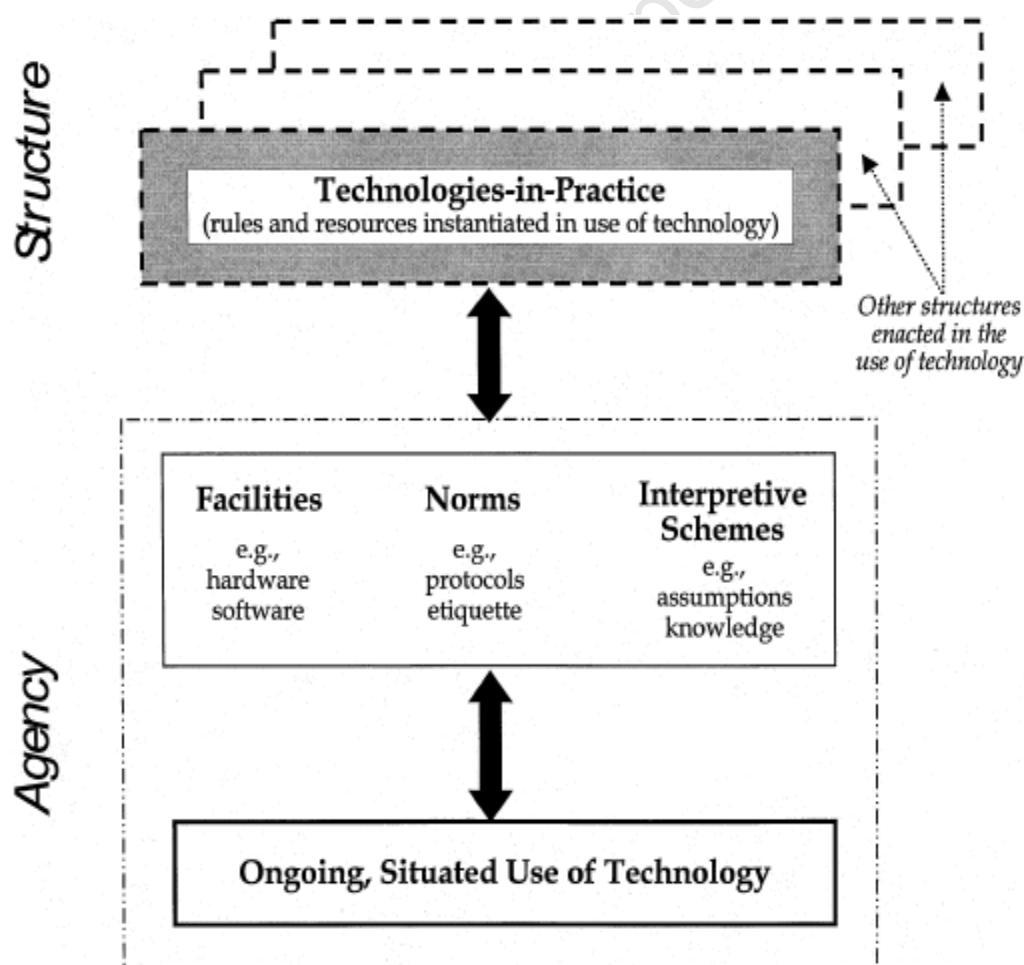 Structure
Technologies-in-Practice
(rules and resources instantiated in use of technology)
Other structures
enacted in the
use of technology
Agency
Facilities
e.g.,
hardware
software
Norms
e.g.,
protocols
etiquette
Interpretive
Schemes
e.g.,
assumptions
knowledge
Ongoing, Situated Use of Technology